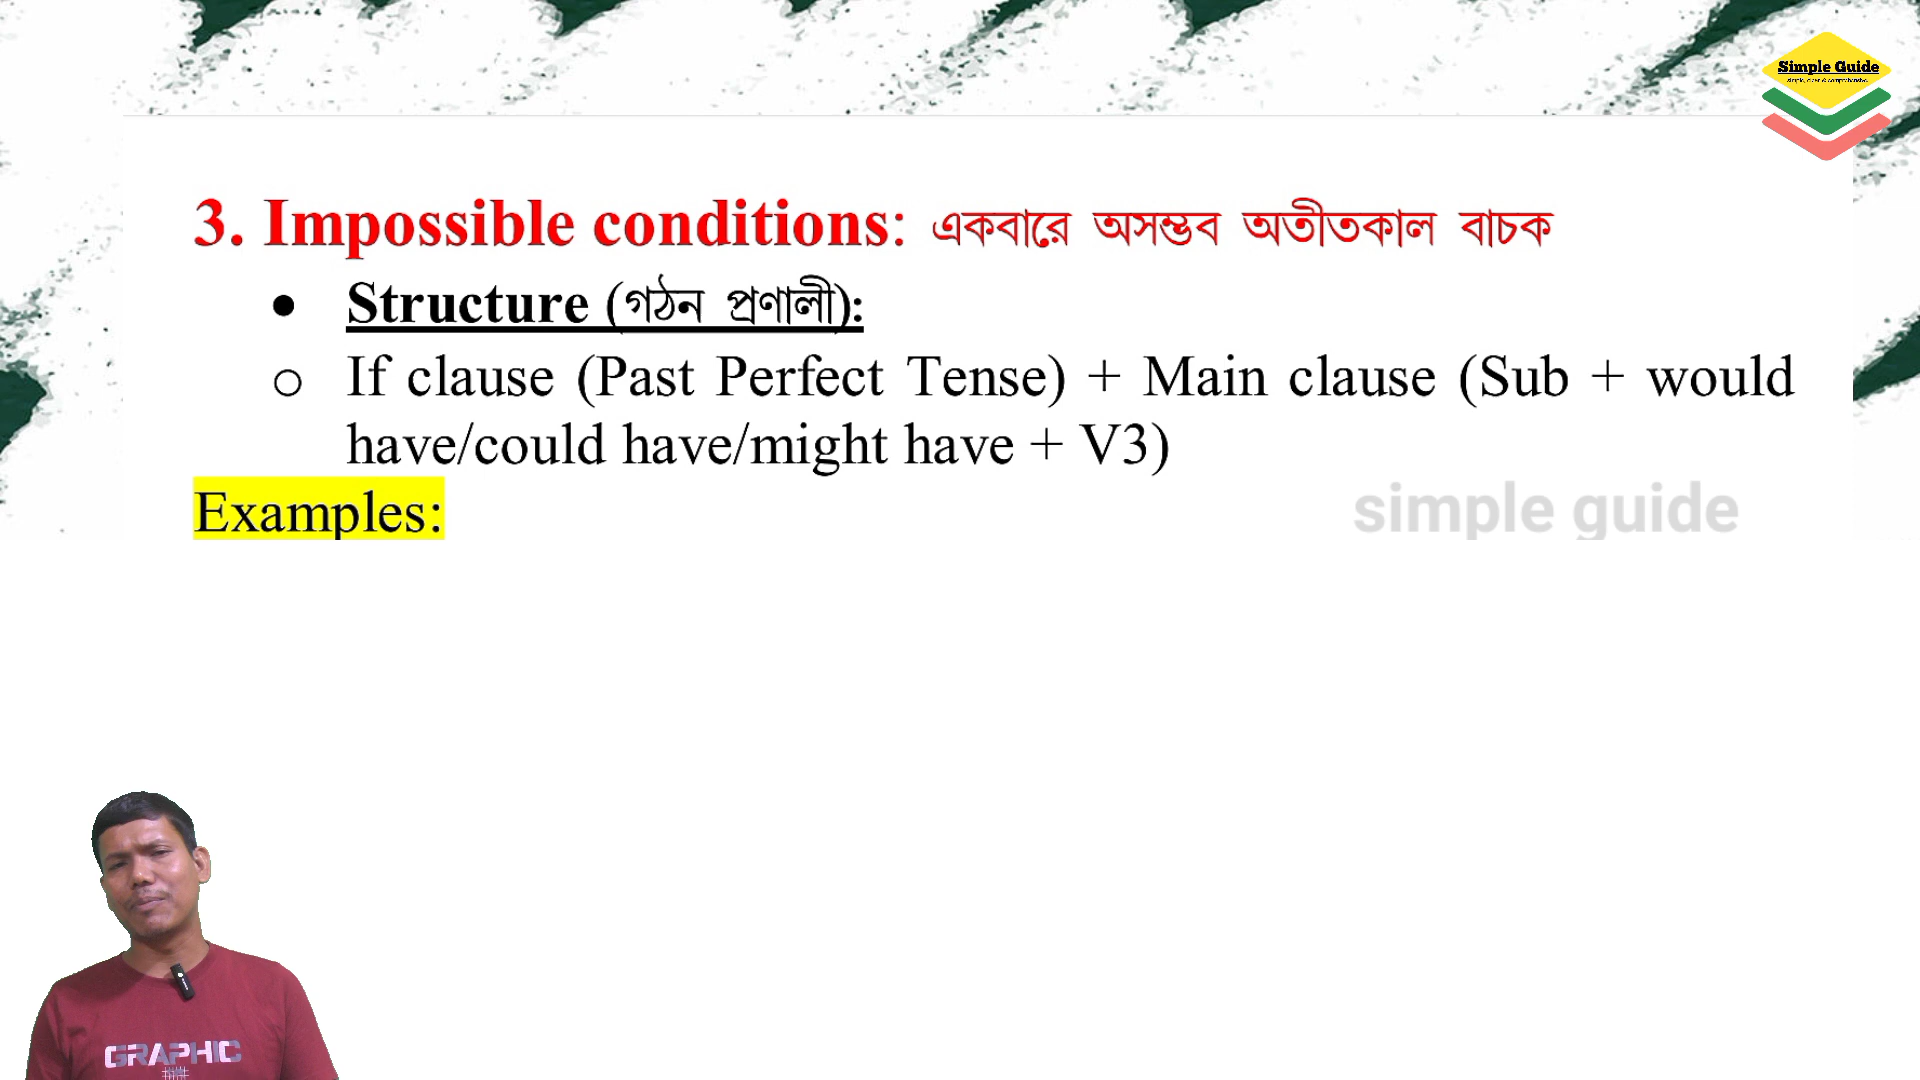 Simple Guide
3. Impossible conditions: একবারে অসম্ভব অতীতকাল বাচক
• Structure (গঠন প্রণালী):
o If clause (Past Perfect Tense) + Main clause (Sub + would
have/could have/might have + V3)
Examples:
simple guide
GRAPHIC